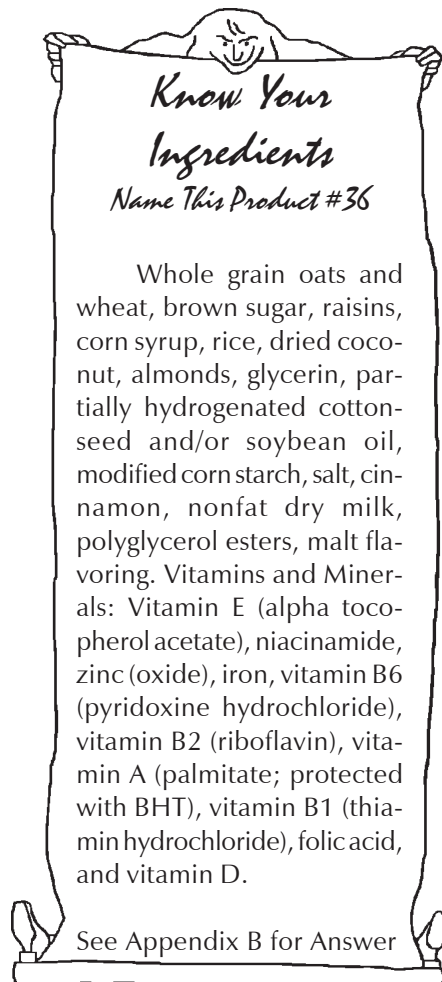 Know Your
Ingredients
Name This Product #36
Whole grain oats and
wheat, brown sugar, raisins,
corn syrup, rice, dried coco-
nut, almonds, glycerin, par-
tially hydrogenated cotton-
seed and/or soybean oil,
modified corn starch, salt, cin-
namon, nonfat dry milk,
polyglycerol esters, malt fla-
voring. Vitamins and Miner-
als: Vitamin E (alpha toco-
pherol acetate), niacinamide,
zinc (oxide), iron, vitamin B6
(pyridoxine hydrochloride),
vitamin B2 (riboflavin), vita-
min A (palmitate; protected
with BHT), vitamin B1 (thia-
min hydrochloride), folic acid,
and vitamin D.
See Appendix B for Answer